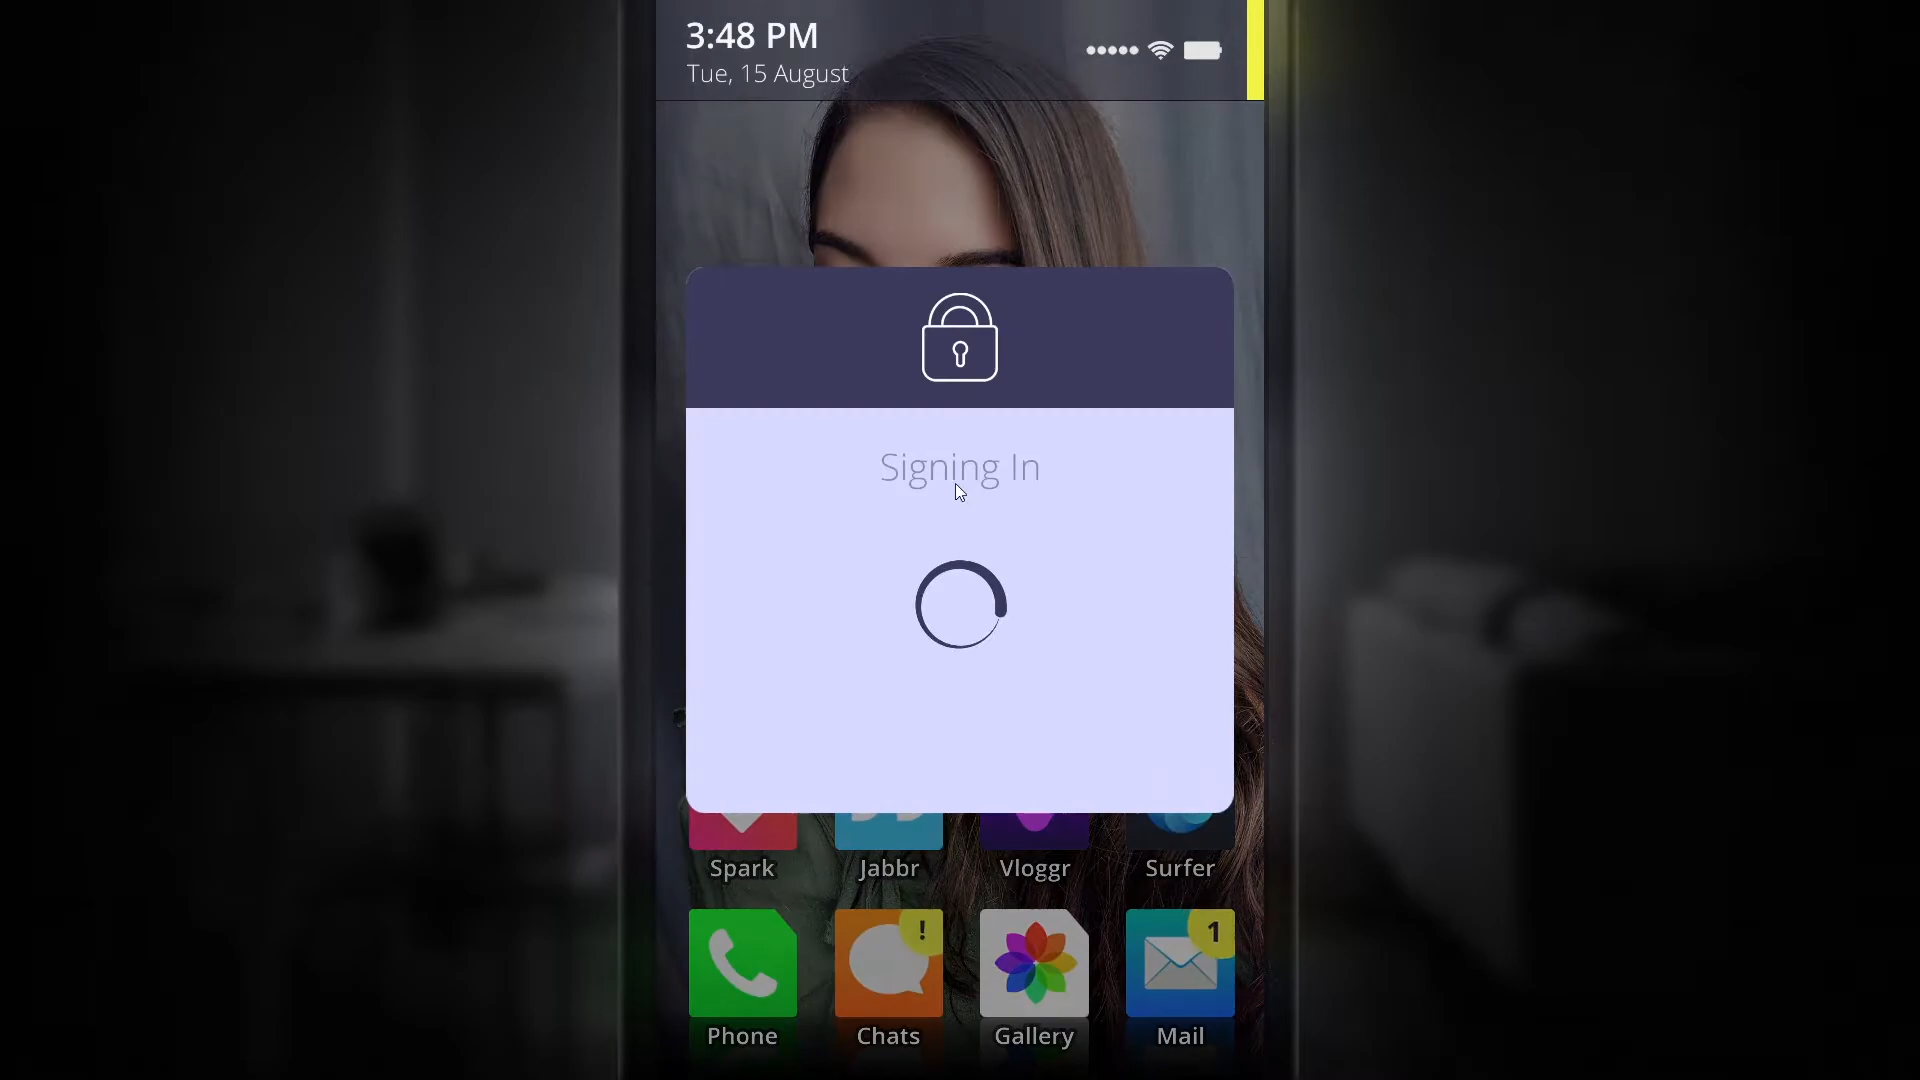 3:48 PM
Tue, 15 August
Signing In
Spark
Jabbr
Vloggr
Surfer
!
1
Phone
Chats
Gallery
Mail